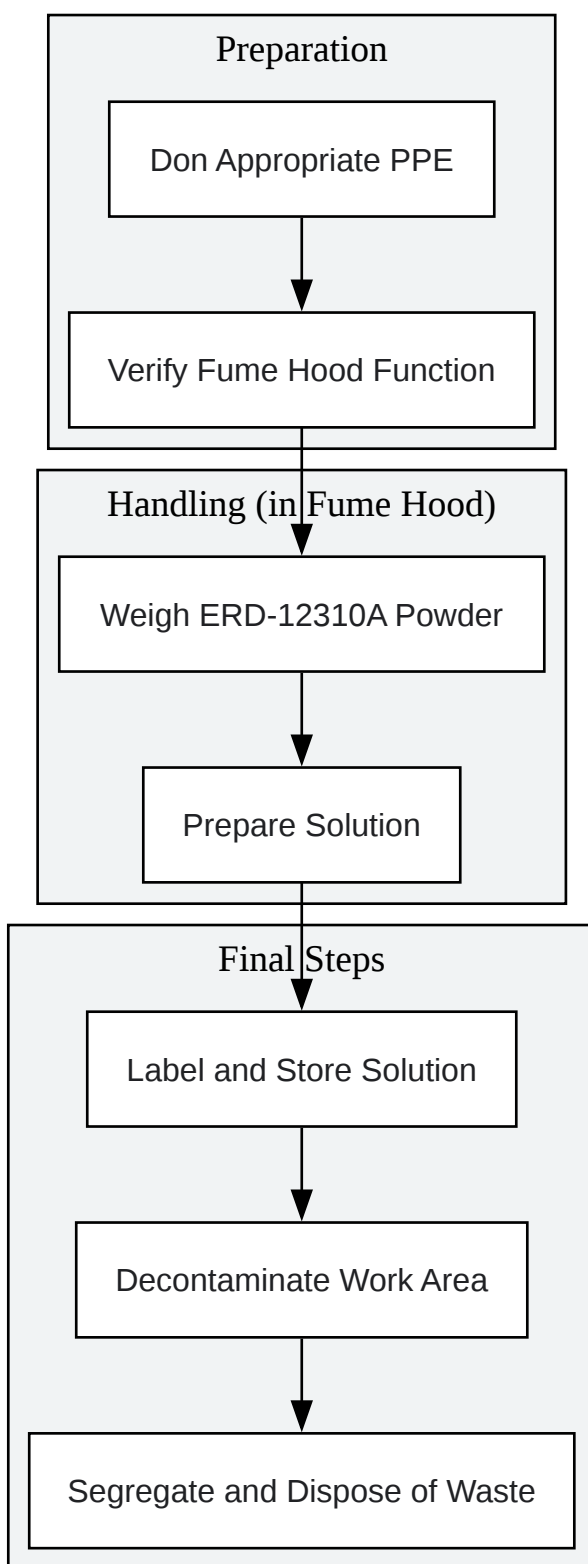 Preparation
Don Appropriate PPE
Verify Fume Hood Function
Handling (in Fume Hood)
Weigh ERD-12310A Powder
Prepare Solution
Final Steps
Label and Store Solution
Decontaminate Work Area
Segregate and Dispose of Waste